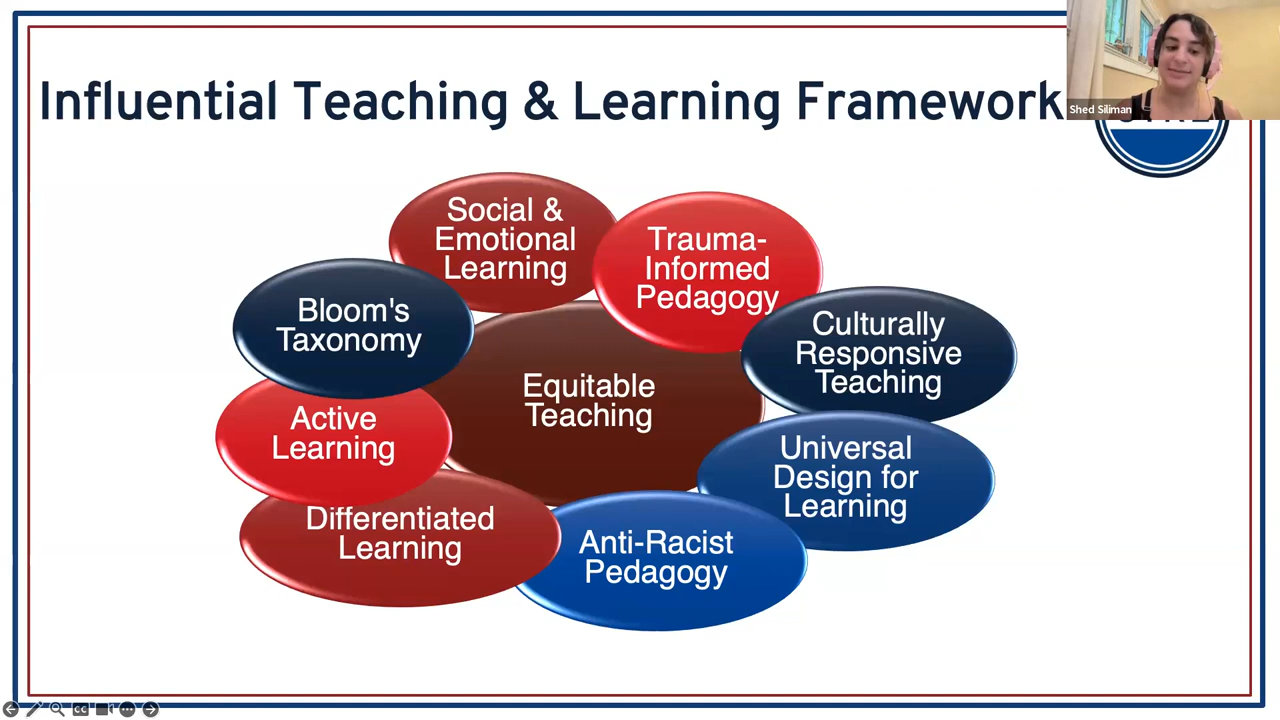 Influential Teaching & Learning Framework
Shed Siliman
Social &
Emotional
Learning
Trauma-
Informed
Pedagogy
Bloom's
Taxonomy
Culturally
Responsive
Teaching
Equitable
Teaching
Active
Learning
Universal
Design for
Learning
Differentiated
Learning
Anti-Racist
Pedagogy
CC